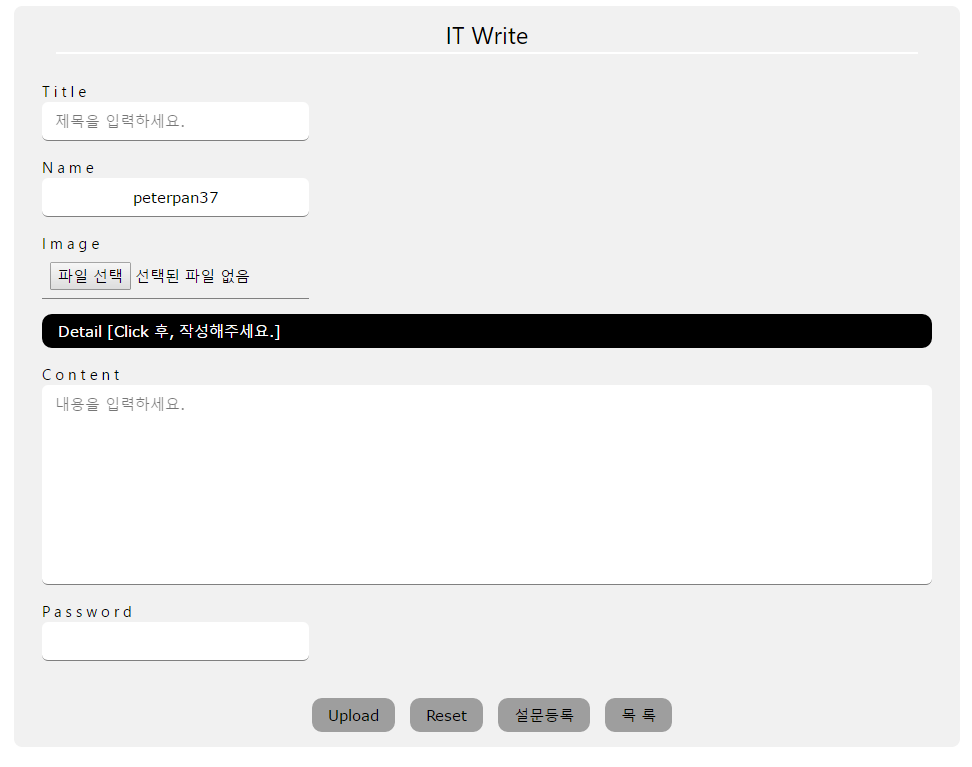 IT Write
Title
제목을 입력하세요.
Name
peterpan37
Image
파일 선택 선택된 파일 없음
Detail [Click 후, 작성해주세요.]
Content
내용을 입력하세요.
Password
Upload Reset 설문등록 목 록